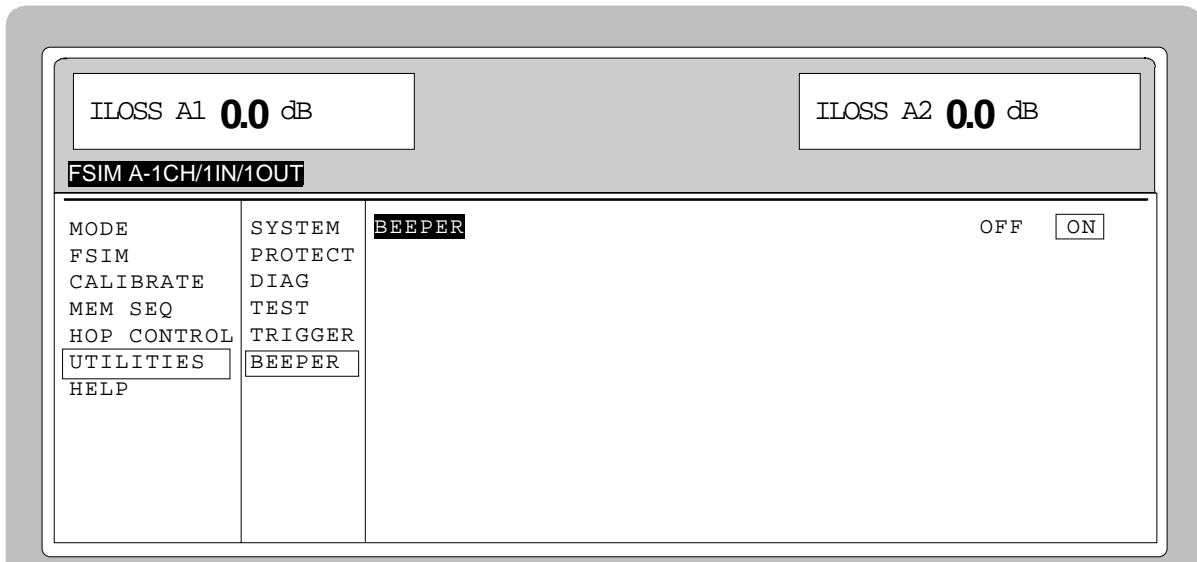 ILOSS A1 0.0 dB
ILOSS A2 0.0 dB
FSIM A-1CH/1IN/1OUT
MODE
FSIM
CALIBRATE
MEM SEQ
HOP CONTROL
UTILITIES
HELP
SYSTEM
PROTECT
DIAG
TEST
TRIGGER
BEEPER
BEEPER OFF ON